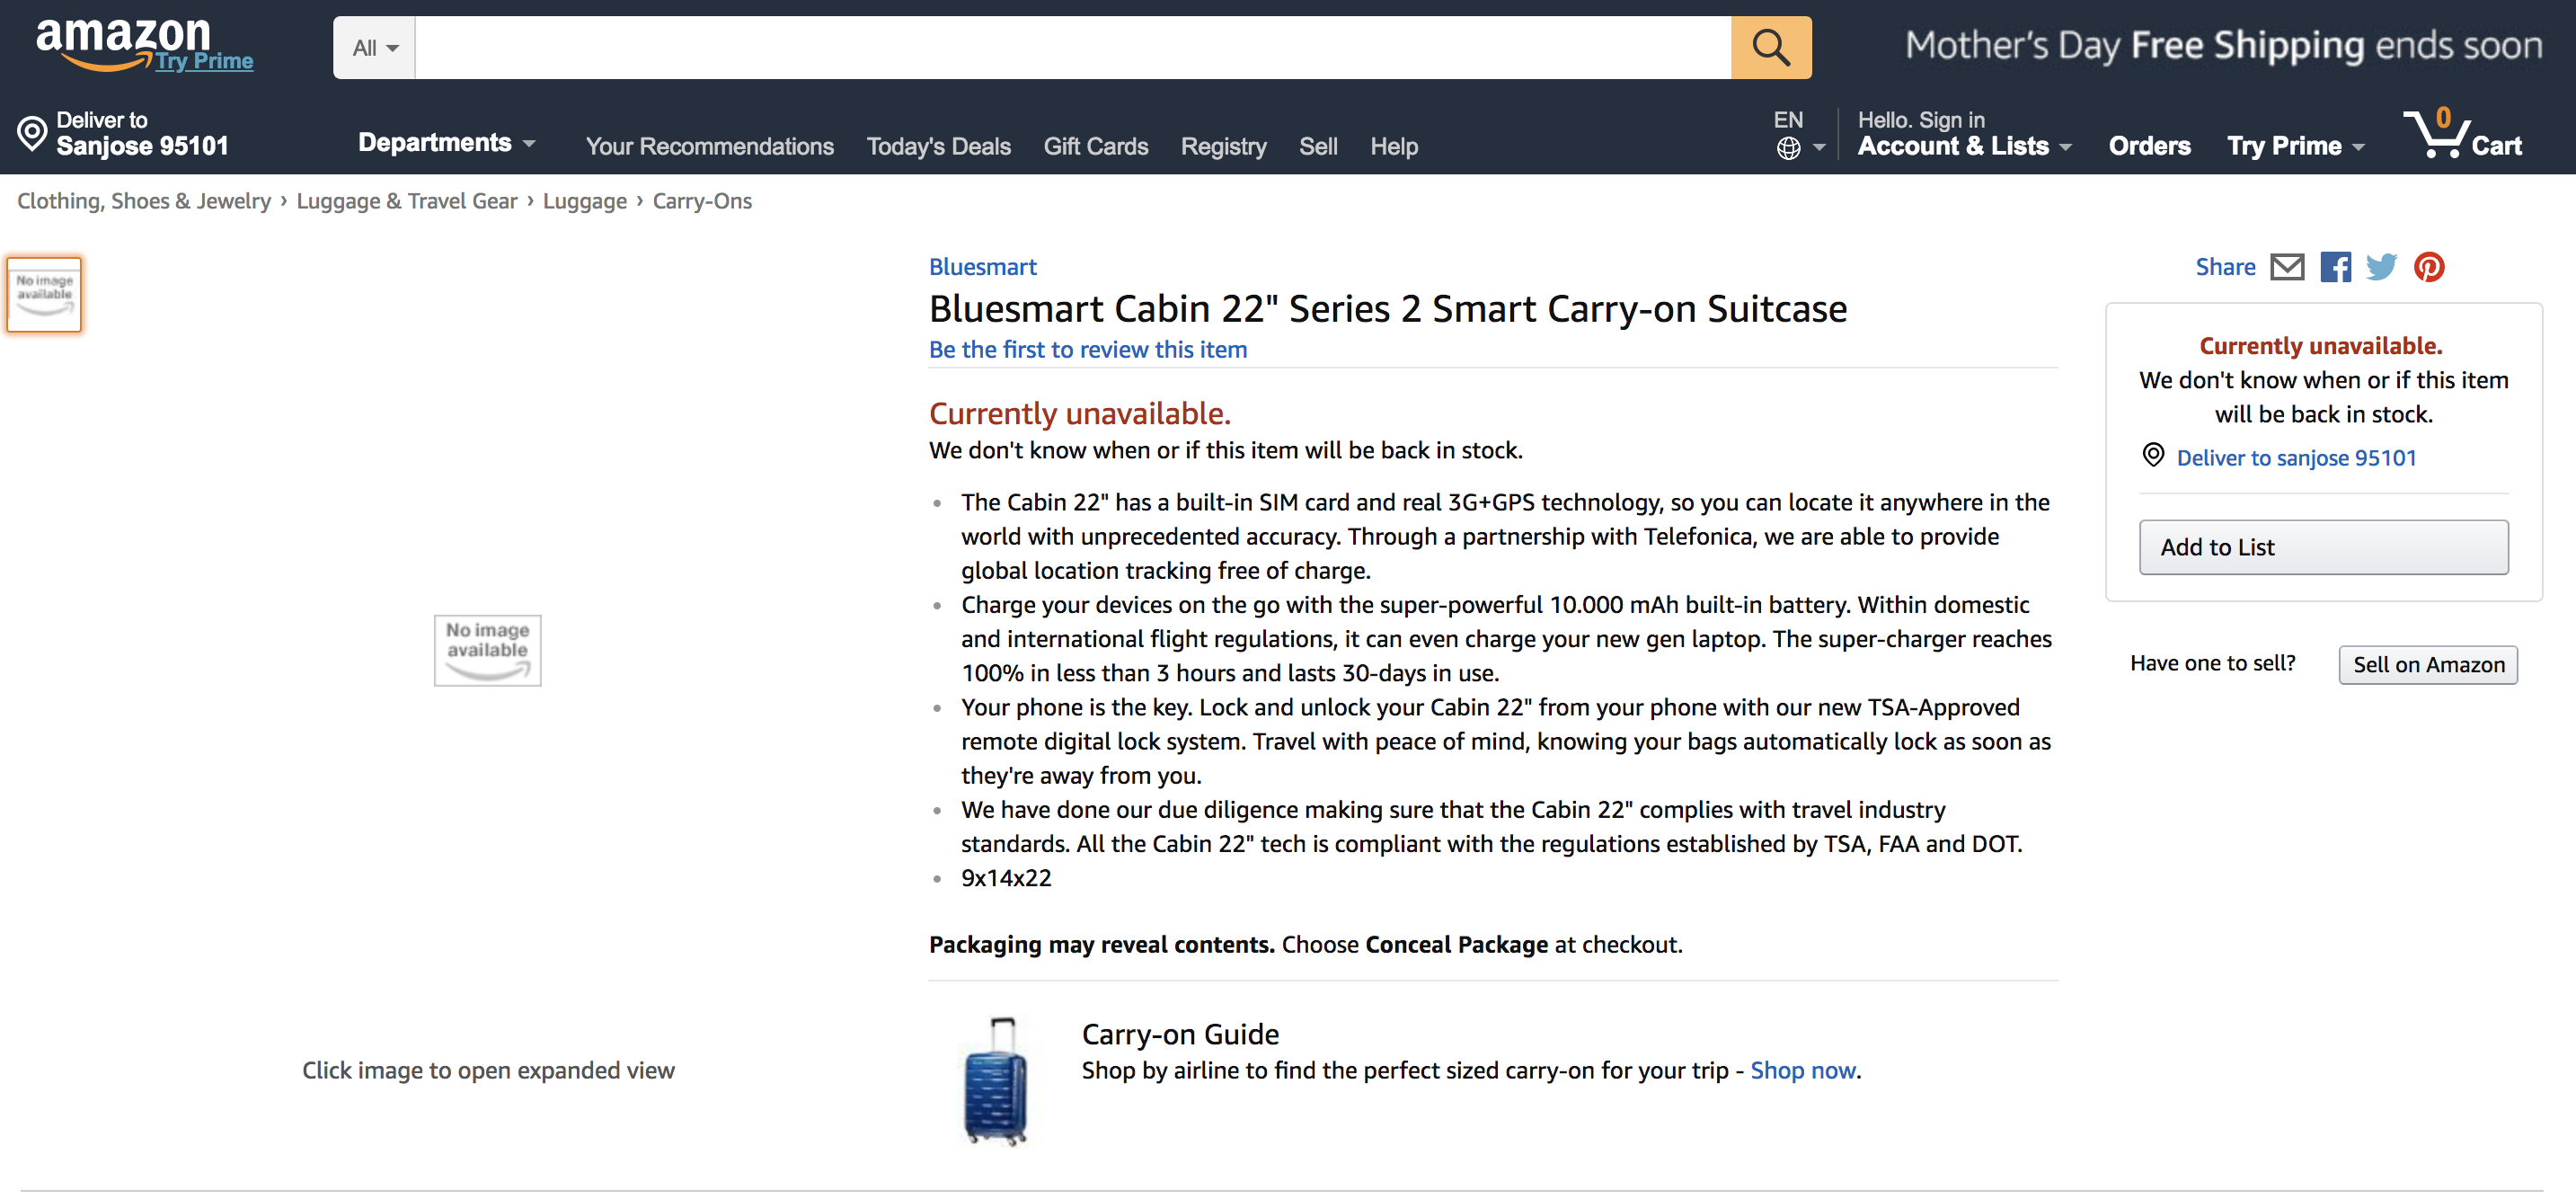 amazon
Try Prime
All
Mother's Day Free Shipping ends soon
Deliver to
Sanjose 95101
Departments
Your Recommendations
Today's Deals
Gift Cards
Registry
Sell
Help
EN
Hello. Sign in
Account & Lists
Orders
Try Prime
0
Cart
Clothing, Shoes & Jewelry › Luggage & Travel Gear › Luggage › Carry-Ons
No image
available
No image
available
Click image to open expanded view
Bluesmart
Bluesmart Cabin 22" Series 2 Smart Carry-on Suitcase
Be the first to review this item
Currently unavailable.
We don't know when or if this item will be back in stock.
• The Cabin 22" has a built-in SIM card and real 3G+GPS technology, so you can locate it anywhere in the
world with unprecedented accuracy. Through a partnership with Telefonica, we are able to provide
global location tracking free of charge.
• Charge your devices on the go with the super-powerful 10.000 mAh built-in battery. Within domestic
and international flight regulations, it can even charge your new gen laptop. The super-charger reaches
100% in less than 3 hours and lasts 30-days in use.
• Your phone is the key. Lock and unlock your Cabin 22" from your phone with our new TSA-Approved
remote digital lock system. Travel with peace of mind, knowing your bags automatically lock as soon as
they're away from you.
• We have done our due diligence making sure that the Cabin 22" complies with travel industry
standards. All the Cabin 22" tech is compliant with the regulations established by TSA, FAA and DOT.
• 9x14x22
Packaging may reveal contents. Choose Conceal Package at checkout.
Carry-on Guide
Shop by airline to find the perfect sized carry-on for your trip - Shop now.
Share
Currently unavailable.
We don't know when or if this item
will be back in stock.
Deliver to sanjose 95101
Add to List
Have one to sell?
Sell on Amazon